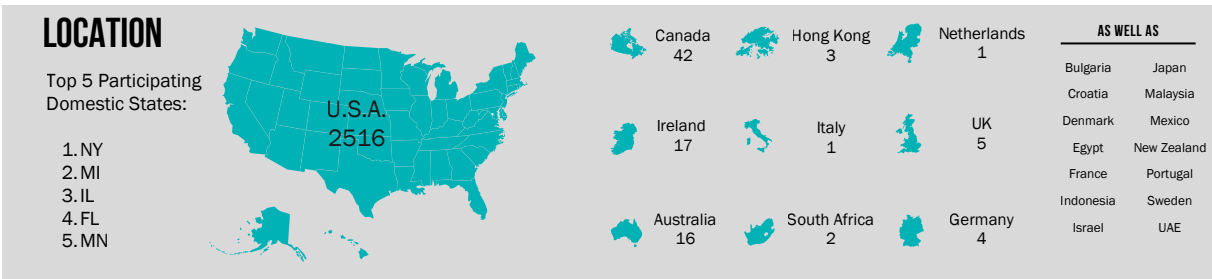 LOCATION
Top 5 Participating
Domestic States:
1. NY
2. MI
3. IL
4. FL
5. MN
U.S.A.
2516
Canada
42
Hong Kong
3
Netherlands
1
Ireland
17
Italy
1
UK
5
Australia
16
South Africa
2
Germany
4
AS WELL AS
Bulgaria
Japan
Croatia
Malaysia
Denmark
Mexico
Egypt
New Zealand
France
Portugal
Indonesia
Sweden
Israel
UAE